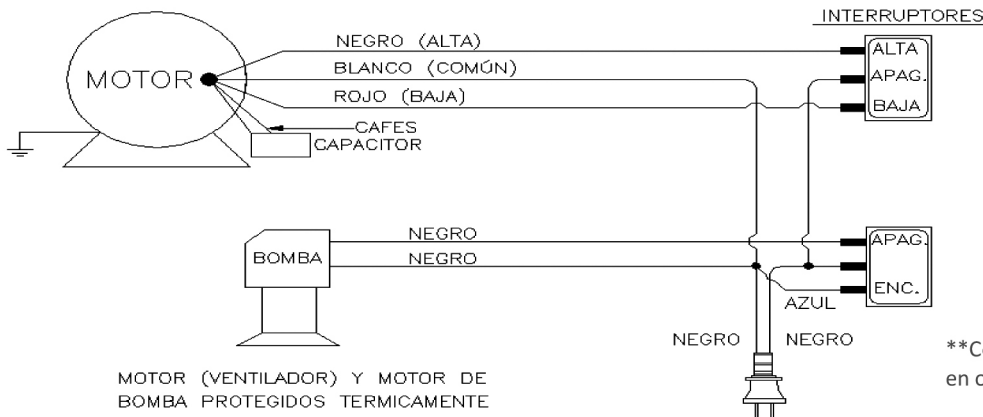 INTERRUPTORES
NEGRO (ALTA)
ALTA
MOTOR
BLANCO (COMÚN)
APAG.
ROJO (BAJA)
BAJA
CAFES
CAPACITOR
NEGRO
APAG.
BOMBA
NEGRO
ENC.
AZUL
NEGRO
NEGRO
MOTOR (VENTILADOR) Y MOTOR DE
BOMBA PROTEGIDOS TERMICAMENTE
en